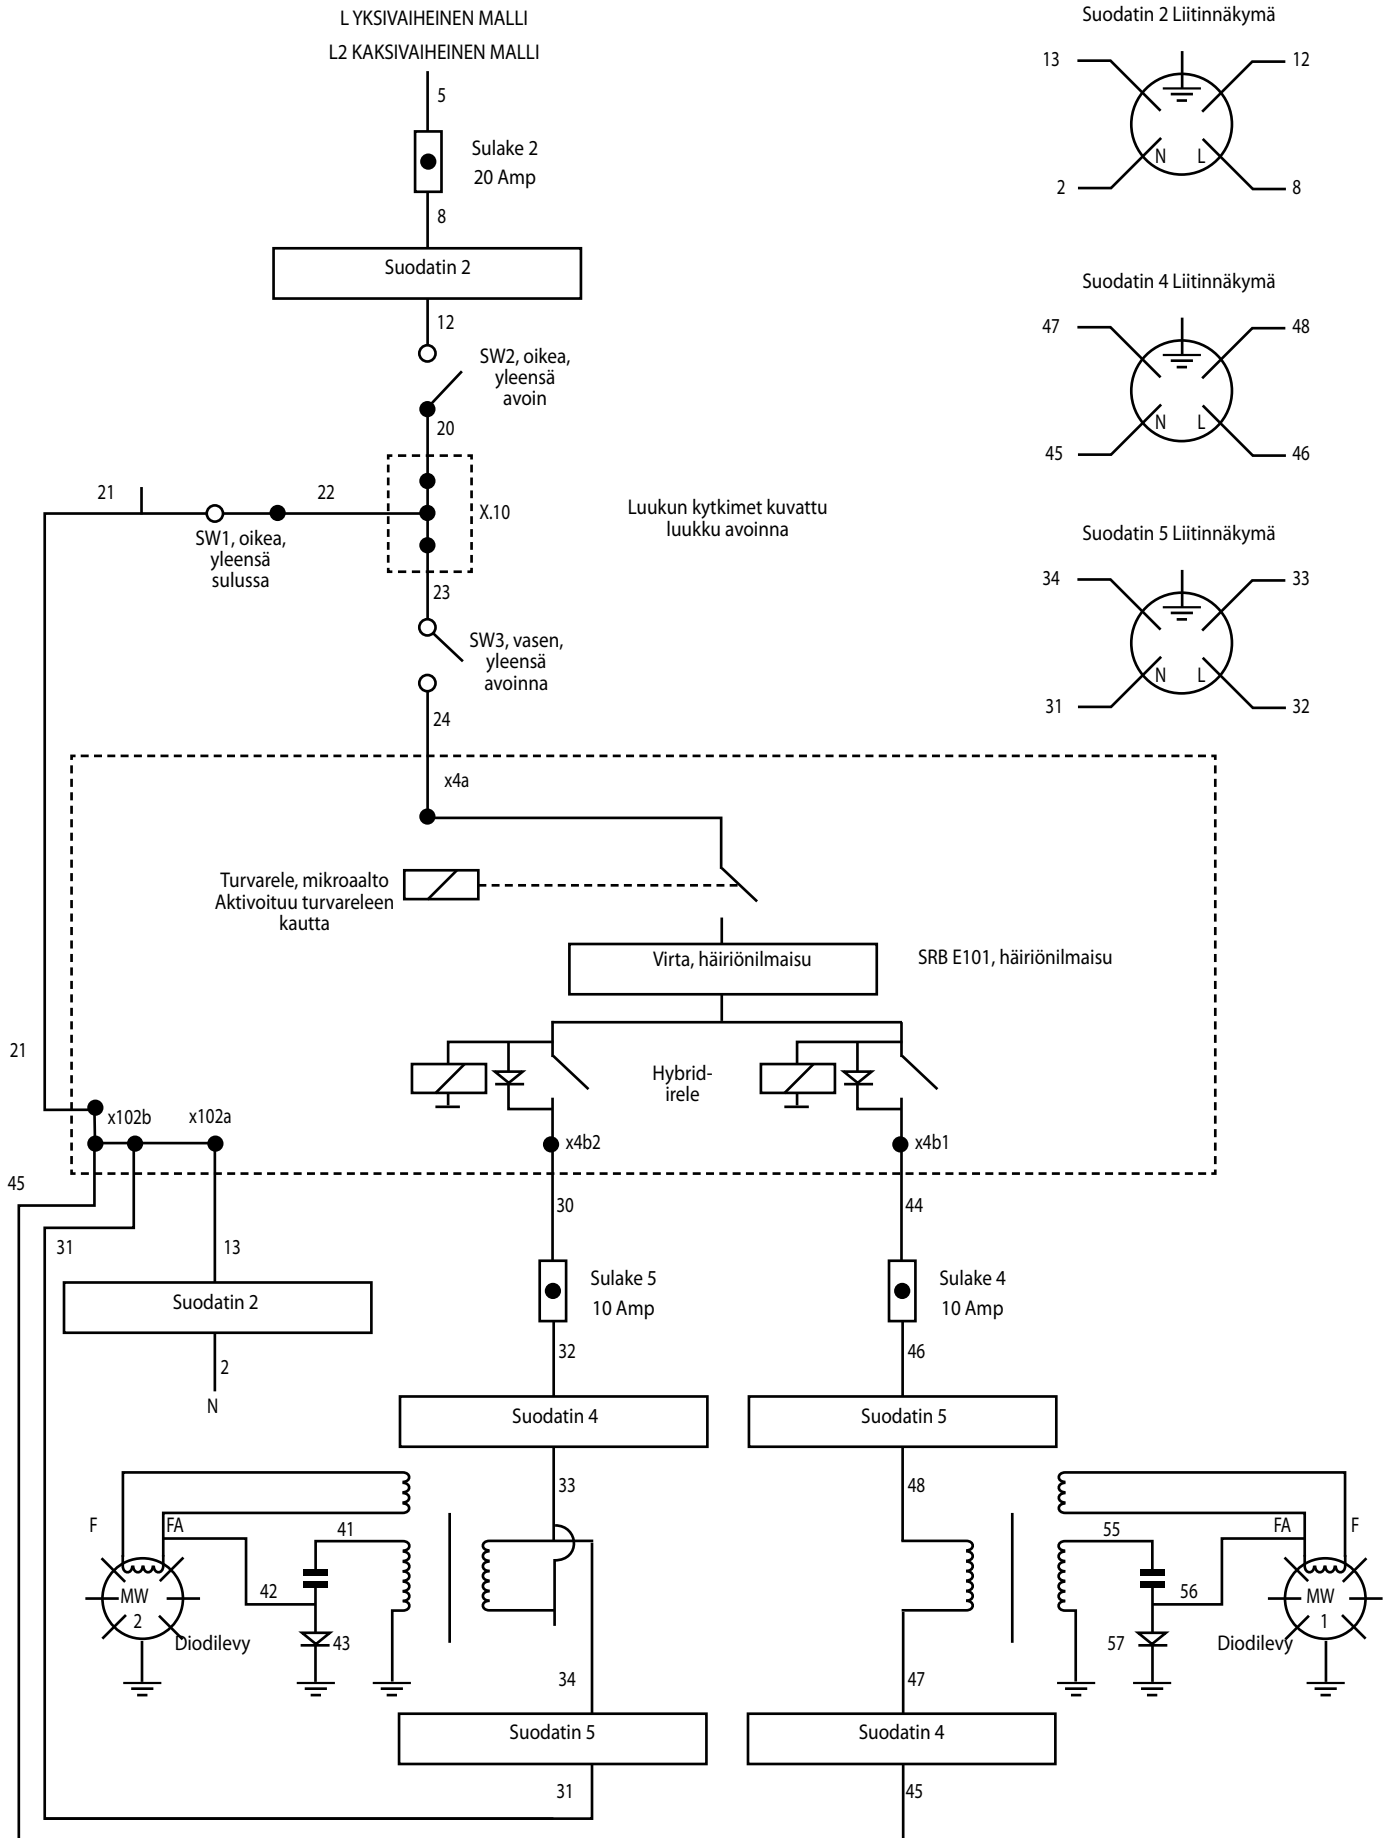 L YKSIVAIHEINEN MALLI
L2 KAKSIVAIHEINEN MALLI
5
Sulake 2
20 Amp
8
Suodatin 2
12
SW2, oikea,
yleensä
avoin
20
21
22
X.10
SW1, oikea,
yleensä
sulussa
Luukun kytkimet kuvattu
luukku avoinna
23
SW3, vasen,
yleensä
avoinna
24
Suodatin 2 Liitinnäkymä
13
12
N
L
2
8
Suodatin 4 Liitinnäkymä
47
48
N
L
45
46
Suodatin 5 Liitinnäkymä
34
33
N
L
31
32
x4a
Turvarele, mikroaalto
Aktivoituu turvareleen
kautta
Virta, häiriönilmaisu
SRB E101, häiriönilmaisu
21
Hybrid-
irele
x102b
x102a
x4b2
x4b1
45
30
44
31
13
Sulake 5
10 Amp
Sulake 4
10 Amp
Suodatin 2
32
46
2
N
Suodatin 4
Suodatin 5
33
48
F
FA
41
55
FA
F
42
56
MW
2
MW
1
Diodilevy
43
57
Diodilevy
34
47
Suodatin 5
Suodatin 4
31
45